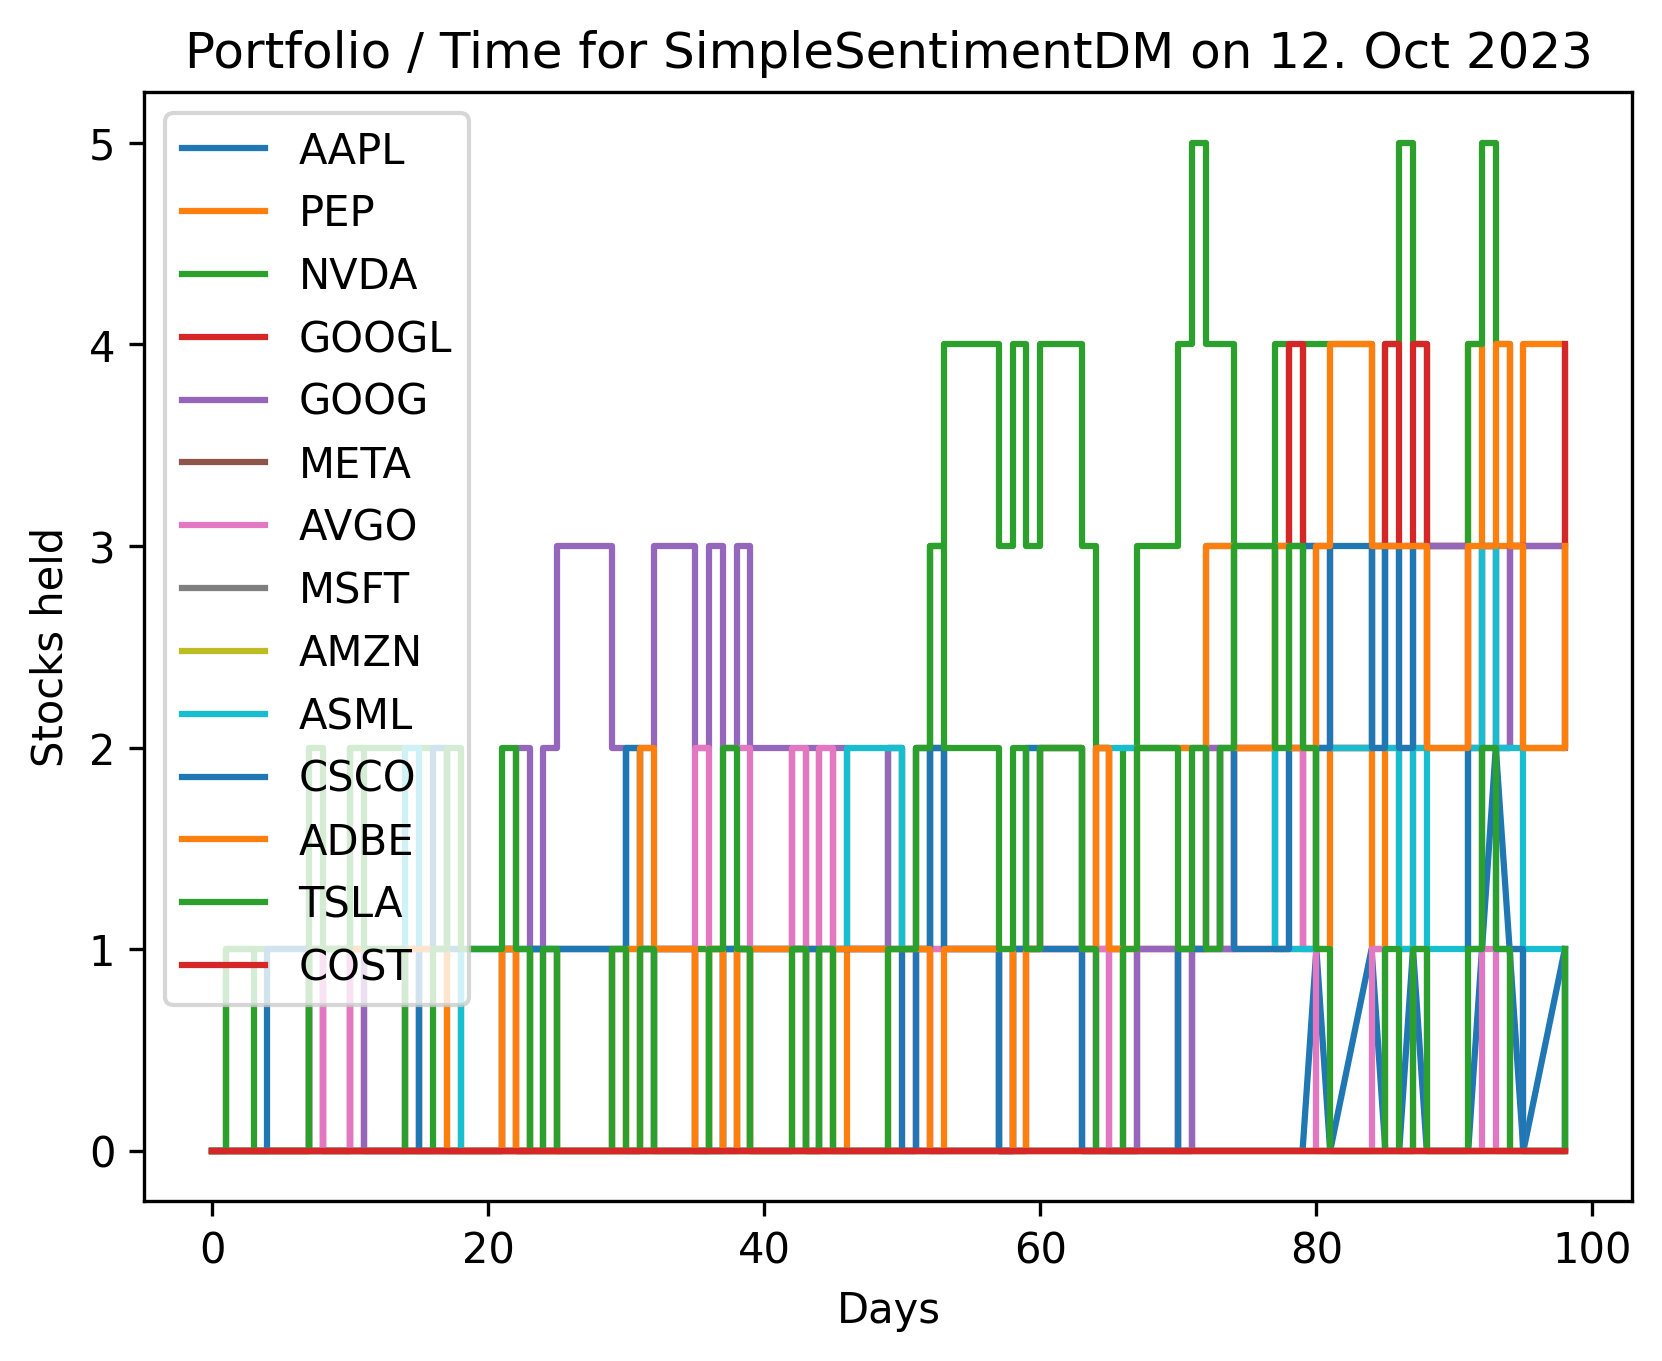 Portfolio / Time for SimpleSentimentDM on 12. Oct 2023
5
4
3
2
1
0
Stocks held
AAPL
PEP
NVDA
GOOGL
GOOG
META
AVGO
MSFT
AMZN
ASML
CSCO
ADBE
TSLA
COST
0 20 40 60 80 100
Days